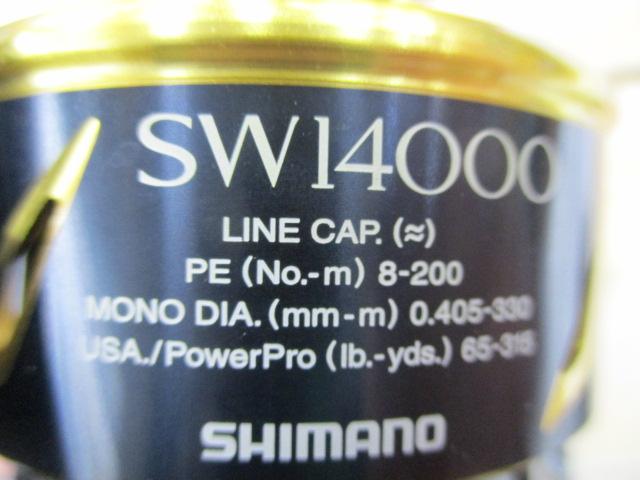 SW14000
LINE CAP. (≈)
PE (No.-m) 8-200
MONO DIA. (mm-m) 0.405-330
USA./PowerPro (lb.-yds.) 65-315
SHIMANO